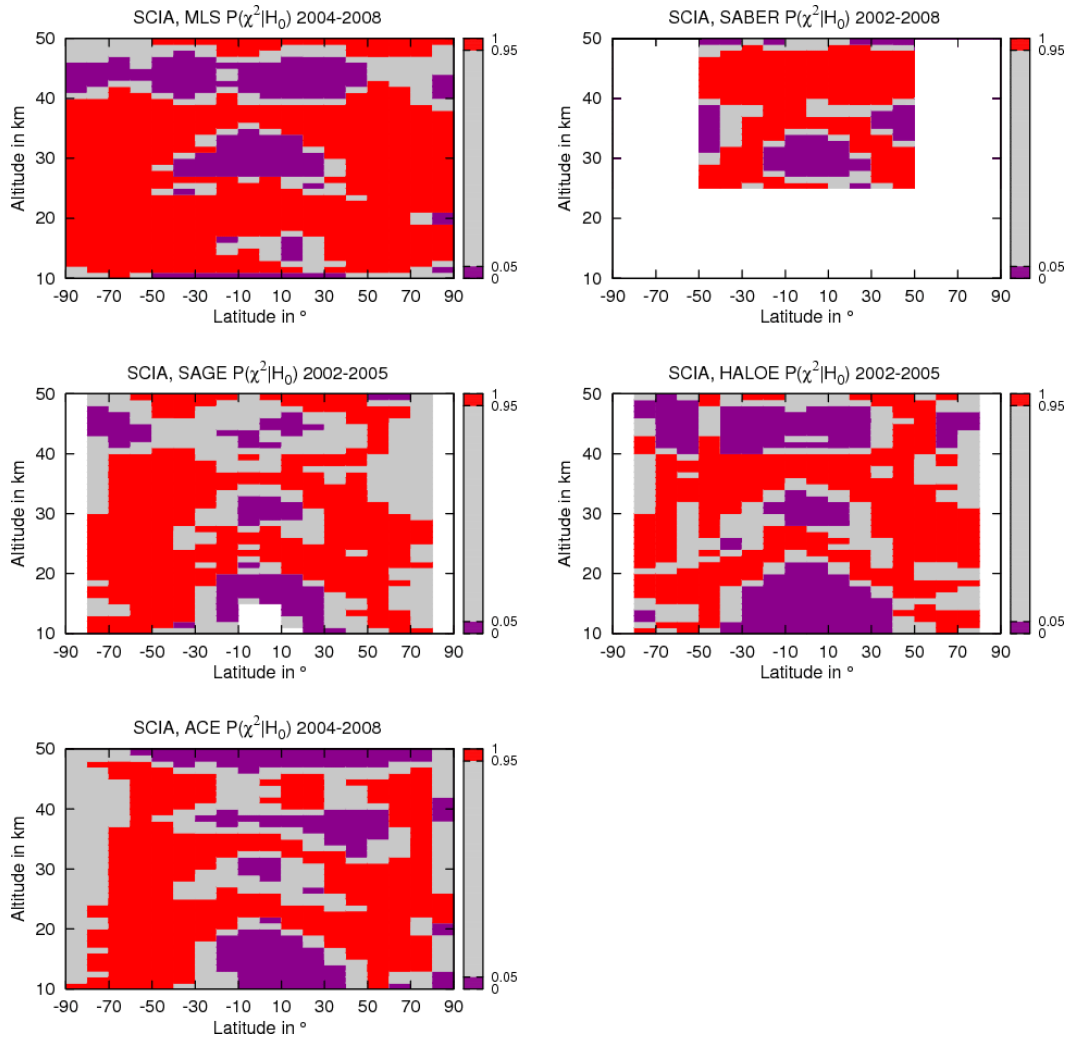 SCIA, MLS P(χ²|H₀) 2004-2008
Altitude in km
50
40
30
20
10
-90 -70 -50 -30 -10 10 30 50 70 90
Latitude in °
1
0.95
0.05
0
SCIA, SABER P(χ²|H₀) 2002-2008
Altitude in km
50
40
30
20
10
-90 -70 -50 -30 -10 10 30 50 70 90
Latitude in °
1
0.95
0.05
0
SCIA, SAGE P(χ²|H₀) 2002-2005
Altitude in km
50
40
30
20
10
-90 -70 -50 -30 -10 10 30 50 70 90
Latitude in °
1
0.95
0.05
0
SCIA, HALOE P(χ²|H₀) 2002-2005
Altitude in km
50
40
30
20
10
-90 -70 -50 -30 -10 10 30 50 70 90
Latitude in °
1
0.95
0.05
0
SCIA, ACE P(χ²|H₀) 2004-2008
Altitude in km
50
40
30
20
10
-90 -70 -50 -30 -10 10 30 50 70 90
Latitude in °
1
0.95
0.05
0